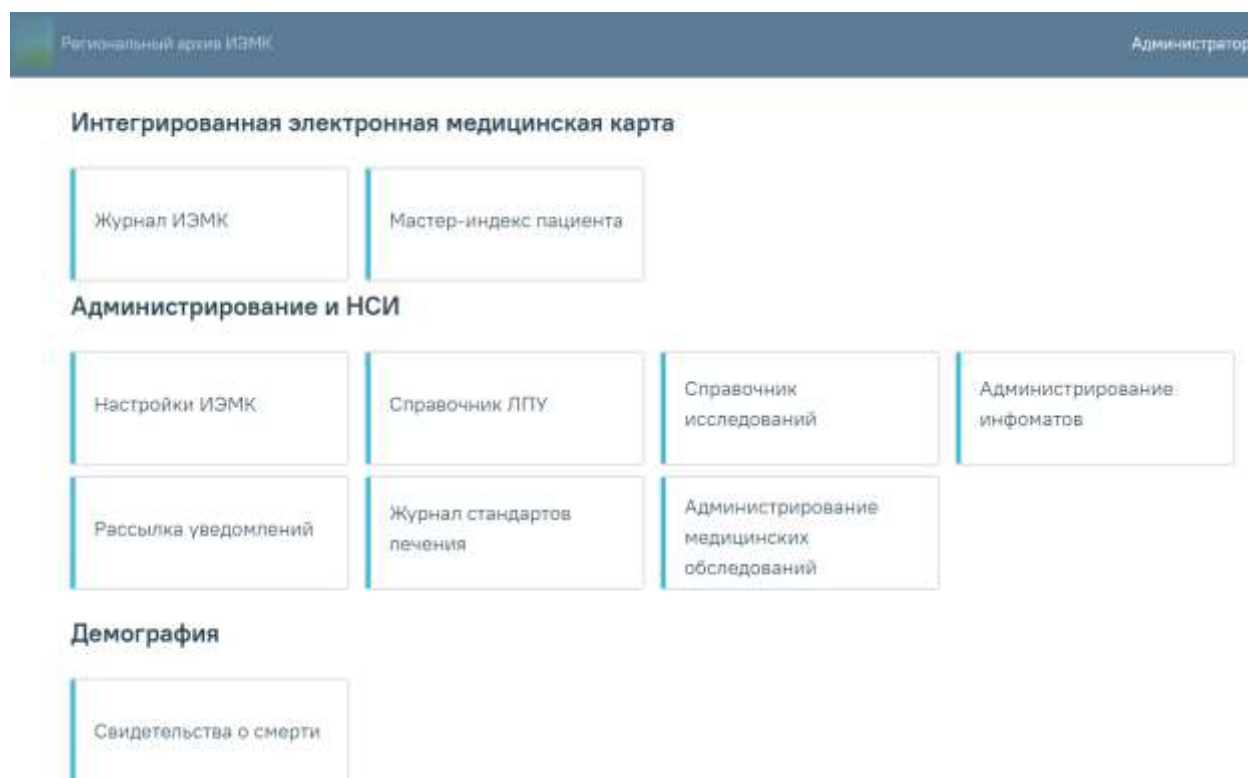 Региональный архив ИЭМК
Администратор
Интегрированная электронная медицинская карта
Журнал ИЭМК
Мастер-индекс пациента
Администрирование и НСИ
Настройки ИЭМК
Справочник ЛПУ
Справочник
исследований
Администрирование
инфоматов
Рассылка уведомлений
Журнал стандартов
лечения
Администрирование
медицинских
обследований
Демография
Свидетельства о смерти